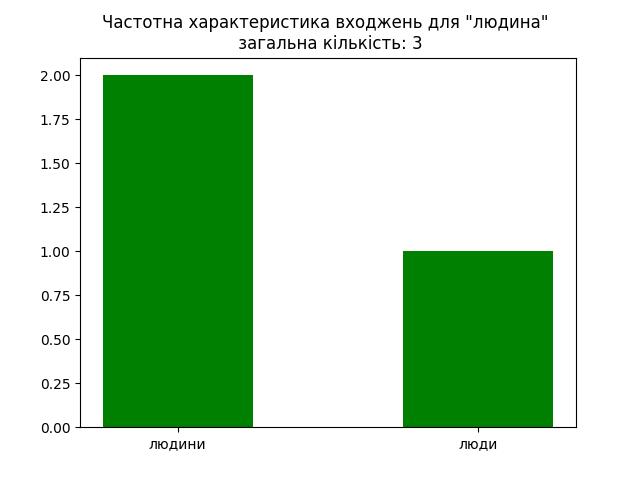 Частотна характеристика входжень для "людина"
загальна кількість: 3
2.00
1.75
1.50
1.25
1.00
0.75
0.50
0.25
0.00
людини
люди